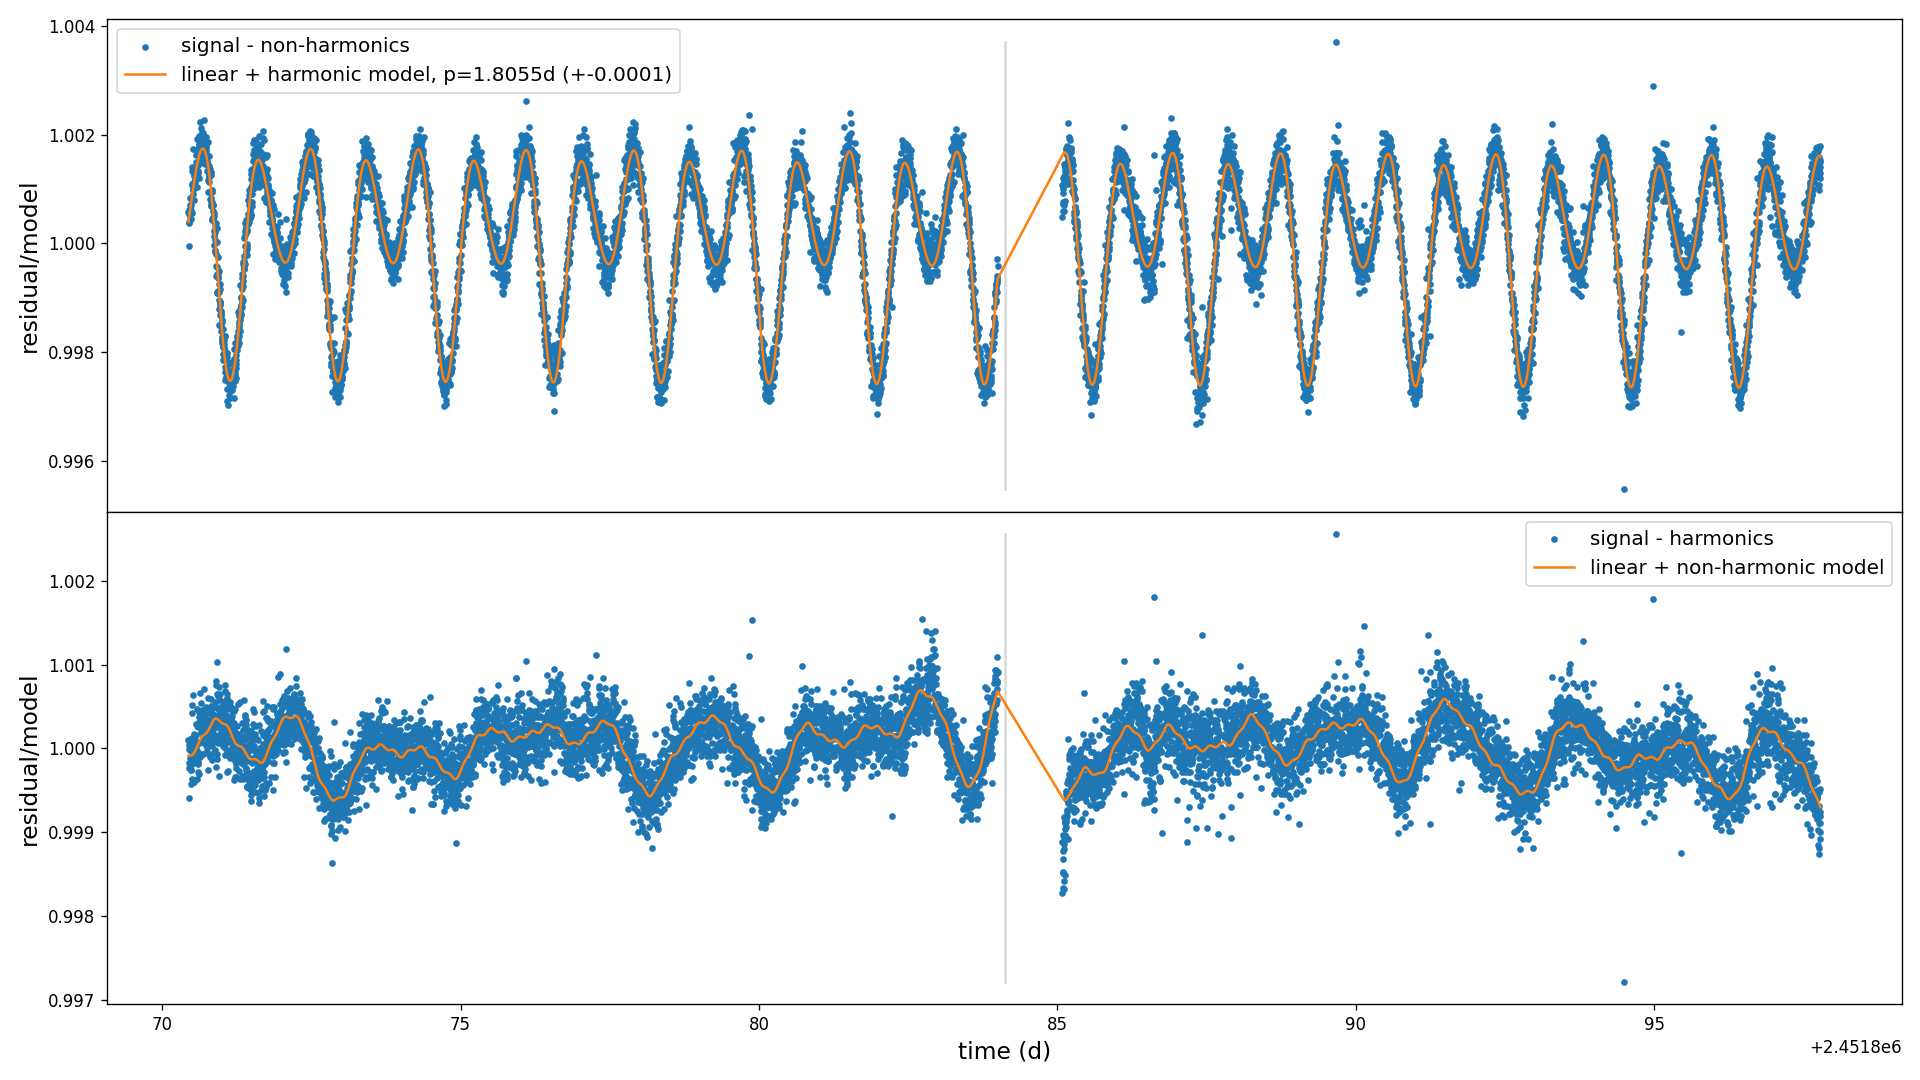 1.004
1.002
1.000
0.998
0.996
residual/model
signal - non-harmonics
linear + harmonic model, p=1.8055d (+-0.0001)
1.002
1.001
1.000
0.999
0.998
0.997
residual/model
signal - harmonics
linear + non-harmonic model
70 75 80 85 90 95
time (d)
+2.4518e6